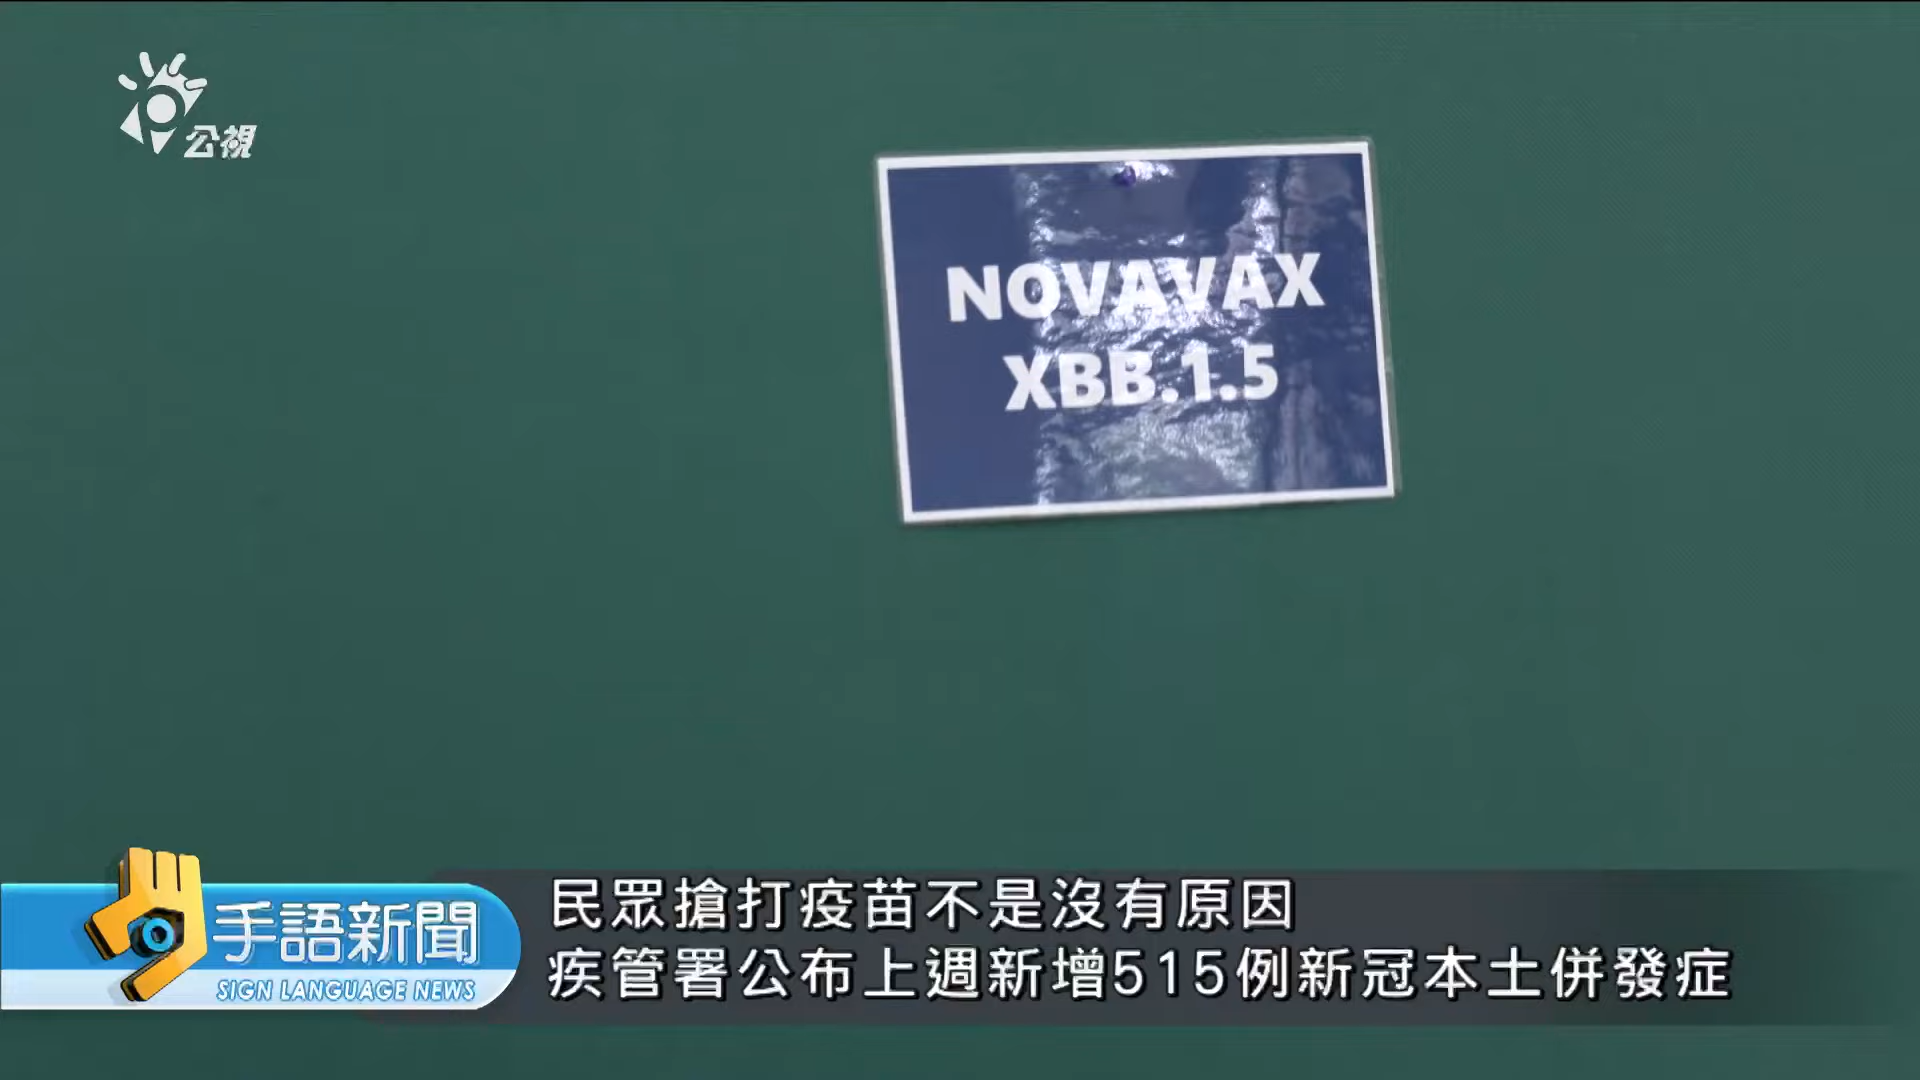 公視
NOVAVAX
XBB.1.5
手語新聞
SIGN LANGUAGE NEWS
民眾搶打疫苗不是沒有原因
疾管署公布上週新增515例新冠本土併發症